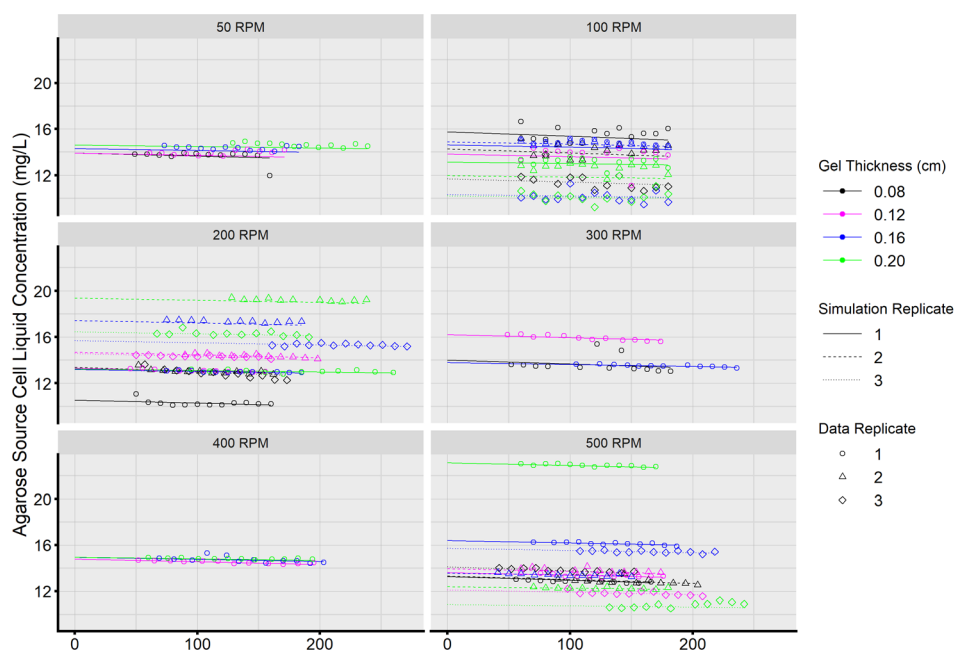 50 RPM
100 RPM
20
16
12
200 RPM
300 RPM
20
16
12
400 RPM
500 RPM
20
16
12
0
100
200
0
100
200
Agarose Source Cell Liquid Concentration (mg/L)
Gel Thickness (cm)
0.08
0.12
0.16
0.20
Simulation Replicate
1
2
3
Data Replicate
1
2
3